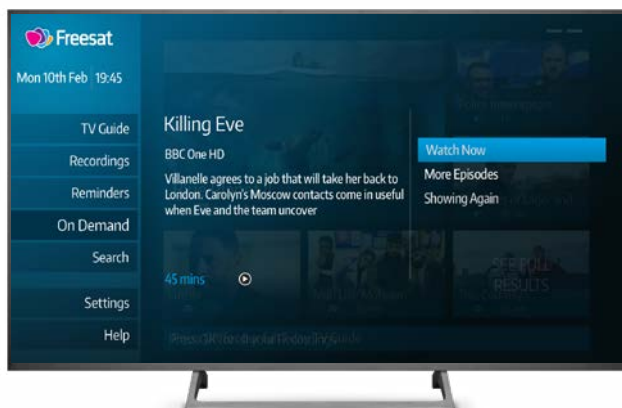 Freesat
Mon 10th Feb 19:45
TV Guide
Recordings
Reminders
On Demand
Search
Settings
Help
Killing Eve
BBC One HD
Villanelle agrees to a job that will take her back to
London. Carolyn's Moscow contacts come in useful
when Eve and the team uncover
45 mins
Watch Now
More Episodes
Showing Again
SEE FULL
RESULTS